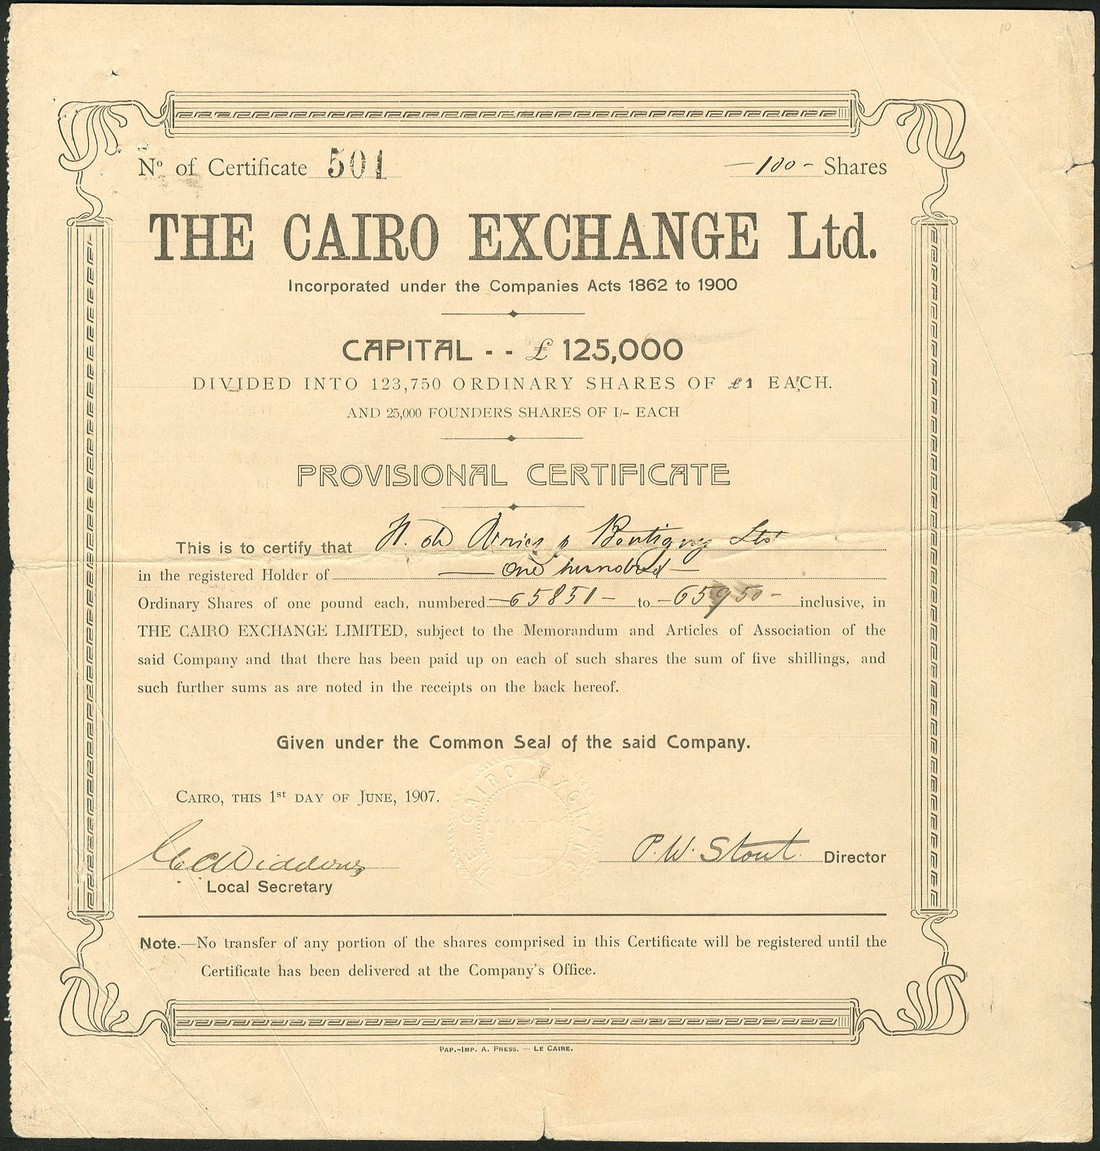 10
Nº of Certificate 501
—100— Shares
THE CAIRO EXCHANGE Ltd.
Incorporated under the Companies Acts 1862 to 1900
CAPITAL - - £ 125,000
DIVIDED INTO 123,750 ORDINARY SHARES OF £1 EACH.
AND 25,000 FOUNDERS SHARES OF 1/- EACH
PROVISIONAL CERTIFICATE
This is to certify that H. de Vries & Boutigny Ltd
in the registered Holder of — one hundred —
Ordinary Shares of one pound each, numbered —65851— to —65950— inclusive, in
THE CAIRO EXCHANGE LIMITED, subject to the Memorandum and Articles of Association of the
said Company and that there has been paid up on each of such shares the sum of five shillings, and
such further sums as are noted in the receipts on the back hereof.
Given under the Common Seal of the said Company.
CAIRO, THIS 1st DAY OF JUNE, 1907.
THE CAIRO EXCHANGE
P. W. Stout Director
Local Secretary
Note.—No transfer of any portion of the shares comprised in this Certificate will be registered until the
Certificate has been delivered at the Company's Office.
PAP.-IMP. A. PRESS. — LE CAIRE.